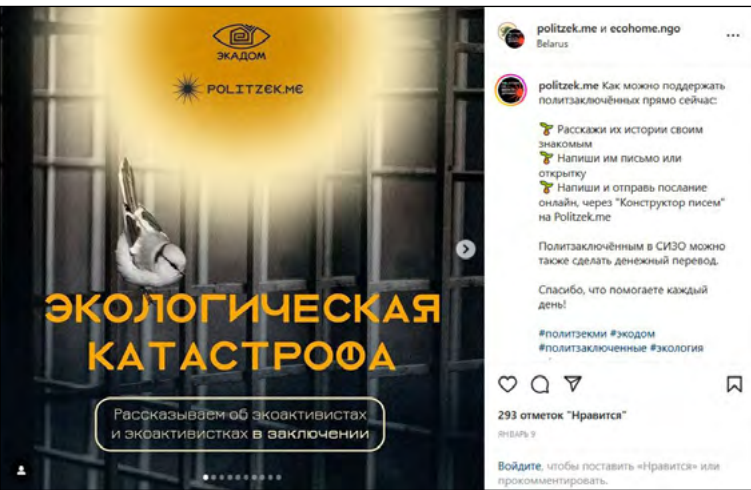 ЭКАДОМ
POLITZEK.ME
ЭКОЛОГИЧЕСКАЯ
КАТАСТРОФА
Рассказываем об экоактивистах
и экоактивистках в заключении
politzek.me и ecohome.ngo
Belarus
politzek.me Как можно поддержать
политзаключённых прямо сейчас:
Расскажи их истории своим
знакомым
Напиши им письмо или
открытку
Напиши и отправь послание
онлайн, через "Конструктор писем"
на Politzek.me
Политзаключённым в СИЗО можно
также сделать денежный перевод.
Спасибо, что помогаете каждый
день!
#политзекми #экодом
#политзаключенные #экология
293 отметок "Нравится"
ЯНВАРЬ 9
Войдите, чтобы поставить «Нравится» или
прокомментировать.